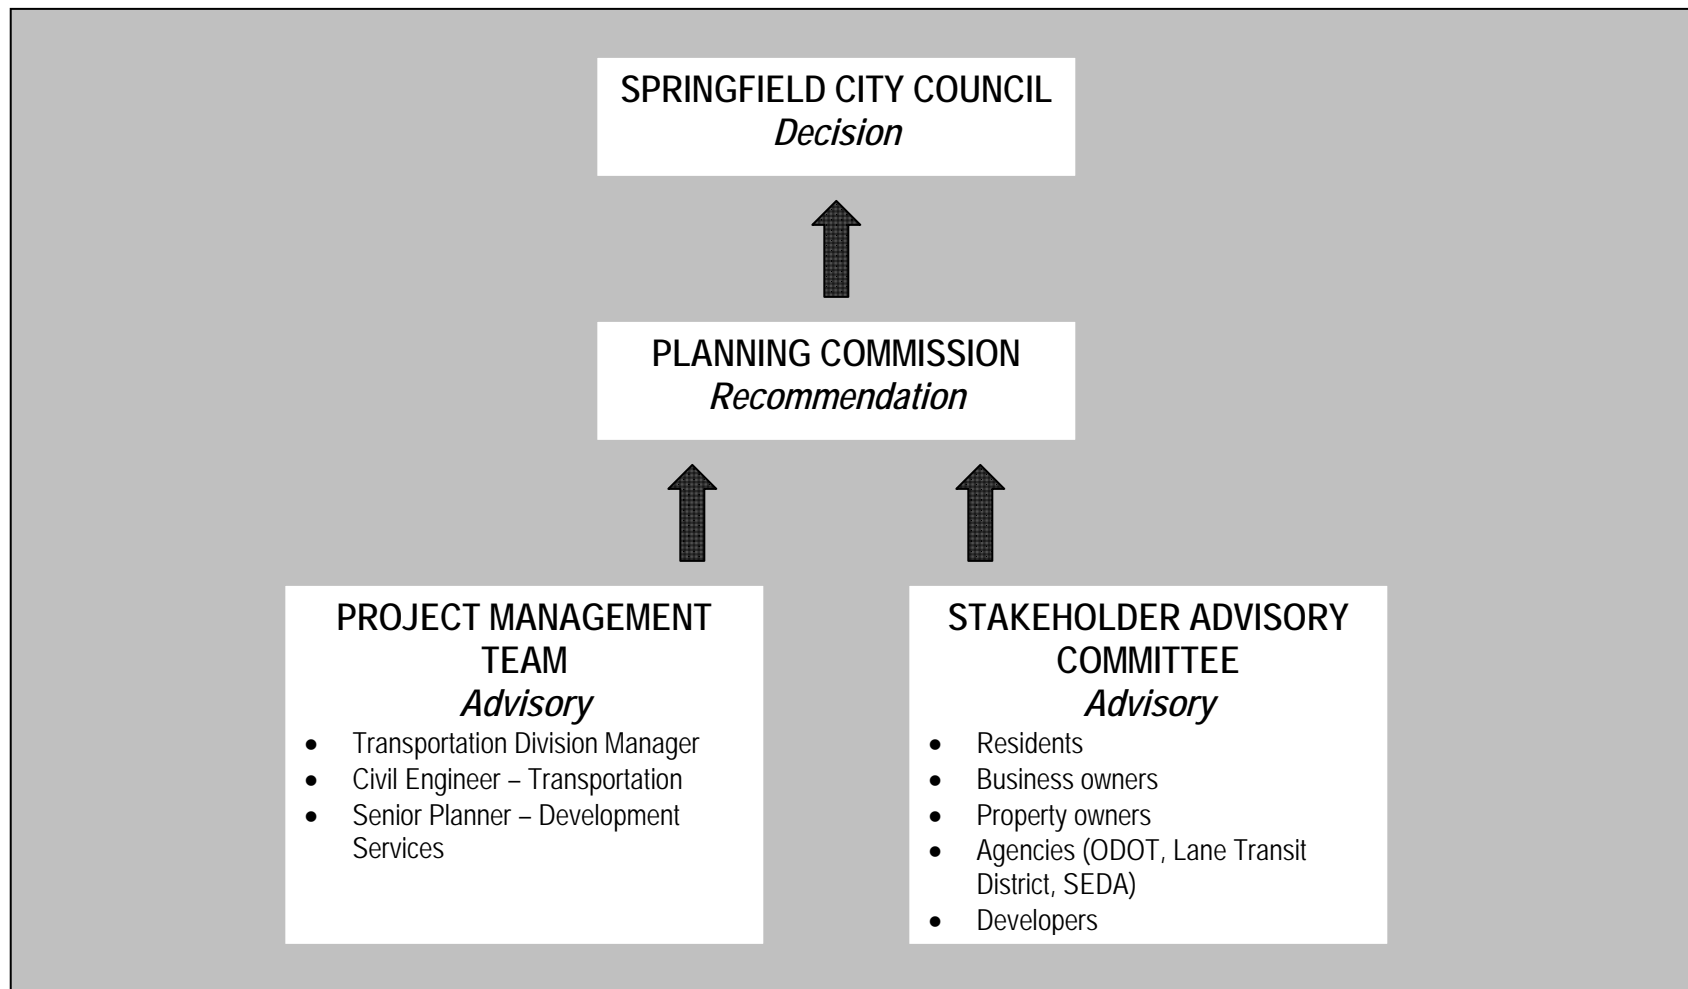 SPRINGFIELD CITY COUNCIL
Decision
PLANNING COMMISSION
Recommendation
PROJECT MANAGEMENT
TEAM
Advisory
• Transportation Division Manager
• Civil Engineer – Transportation
• Senior Planner – Development
Services
STAKEHOLDER ADVISORY
COMMITTEE
Advisory
• Residents
• Business owners
• Property owners
• Agencies (ODOT, Lane Transit
District, SEDA)
• Developers